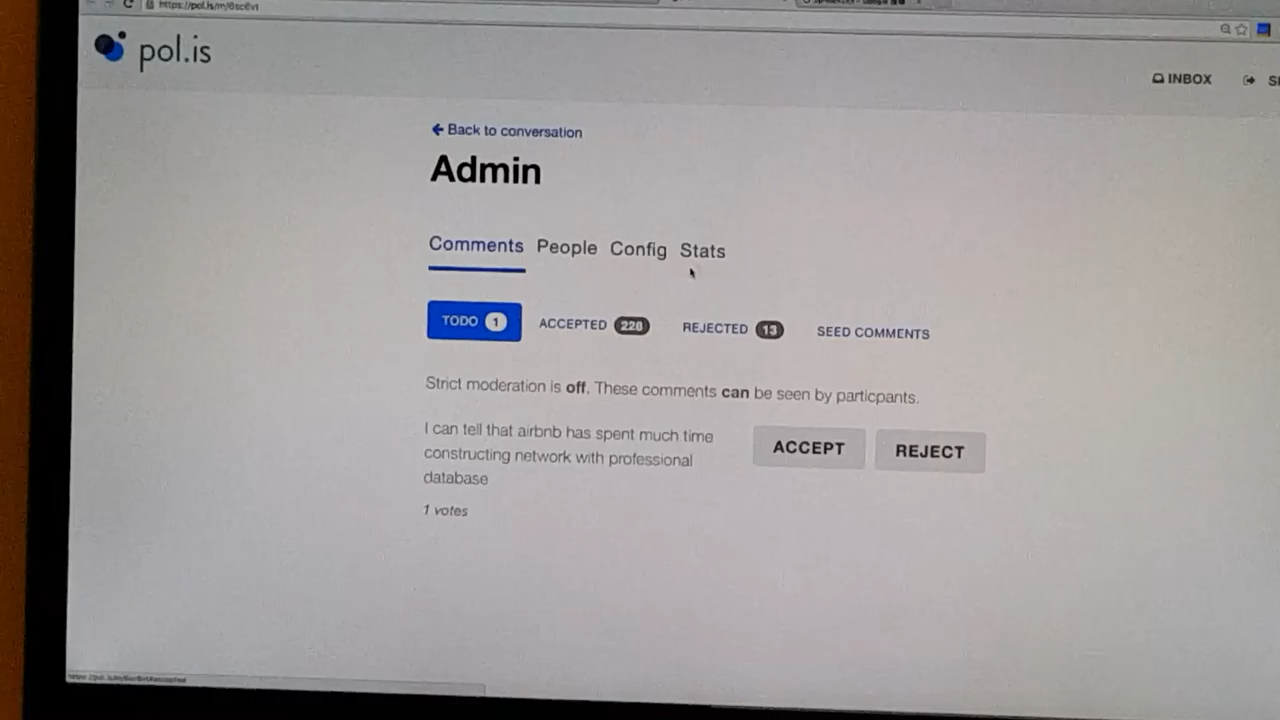 pol.is
INBOX
Back to conversation
Admin
Comments People Config Stats
TODO 1 ACCEPTED 228 REJECTED 13 SEED COMMENTS
Strict moderation is off. These comments can be seen by particpants.
I can tell that airbnb has spent much time
constructing network with professional
database
1 votes
ACCEPT REJECT